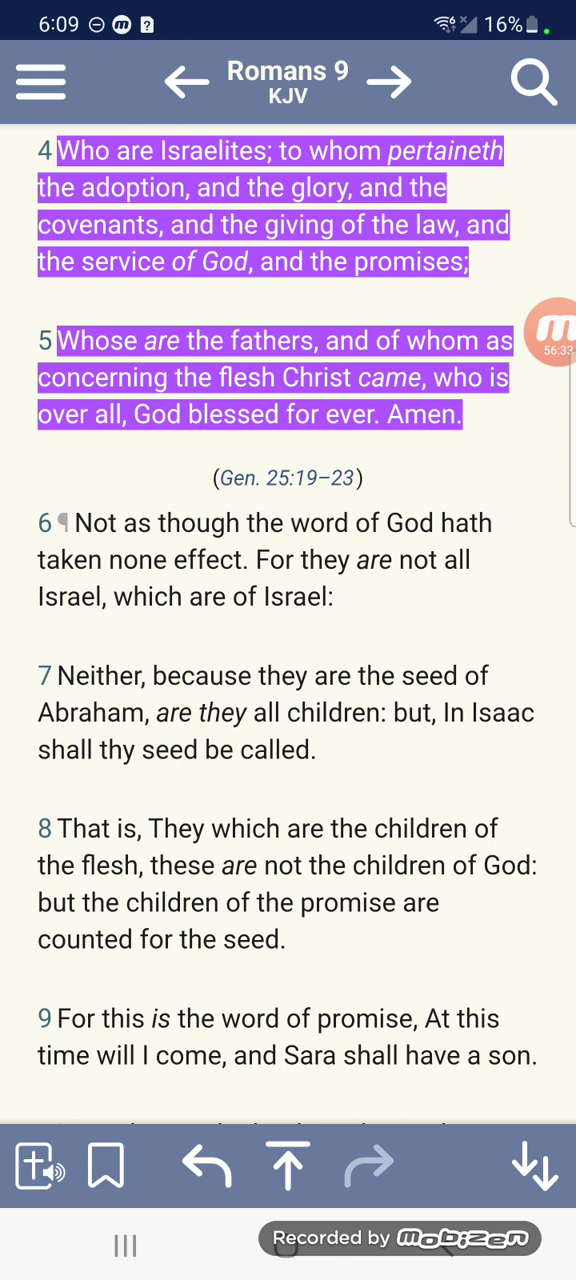 6:09 16%
Romans 9
KJV
4 Who are Israelites; to whom pertaineth
the adoption, and the glory, and the
covenants, and the giving of the law, and
the service of God, and the promises;
56:33
5 Whose are the fathers, and of whom as
concerning the flesh Christ came, who is
over all, God blessed for ever. Amen.
(Gen. 25:19–23)
6 ¶ Not as though the word of God hath
taken none effect. For they are not all
Israel, which are of Israel:
7 Neither, because they are the seed of
Abraham, are they all children: but, In Isaac
shall thy seed be called.
8 That is, They which are the children of
the flesh, these are not the children of God:
but the children of the promise are
counted for the seed.
9 For this is the word of promise, At this
time will I come, and Sara shall have a son.
Recorded by mobizen